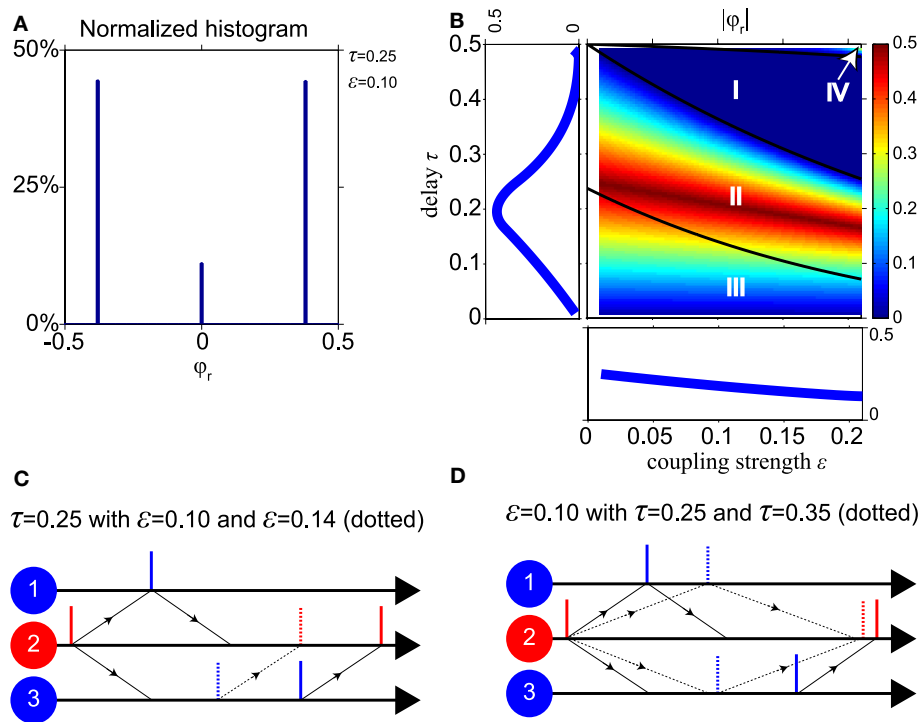 A
Normalized histogram
50%
25%
0%
-0.5
0
0.5
φr
τ=0.25
ε=0.10
B
0.5
0
|φr|
0.5
0.4
0.3
0.2
0.1
0
delay τ
I
II
III
IV
0.5
0.4
0.3
0.2
0.1
0
0.5
0
0
0.05
0.1
0.15
0.2
coupling strength ε
C
τ=0.25 with ε=0.10 and ε=0.14 (dotted)
1
2
3
D
ε=0.10 with τ=0.25 and τ=0.35 (dotted)
1
2
3